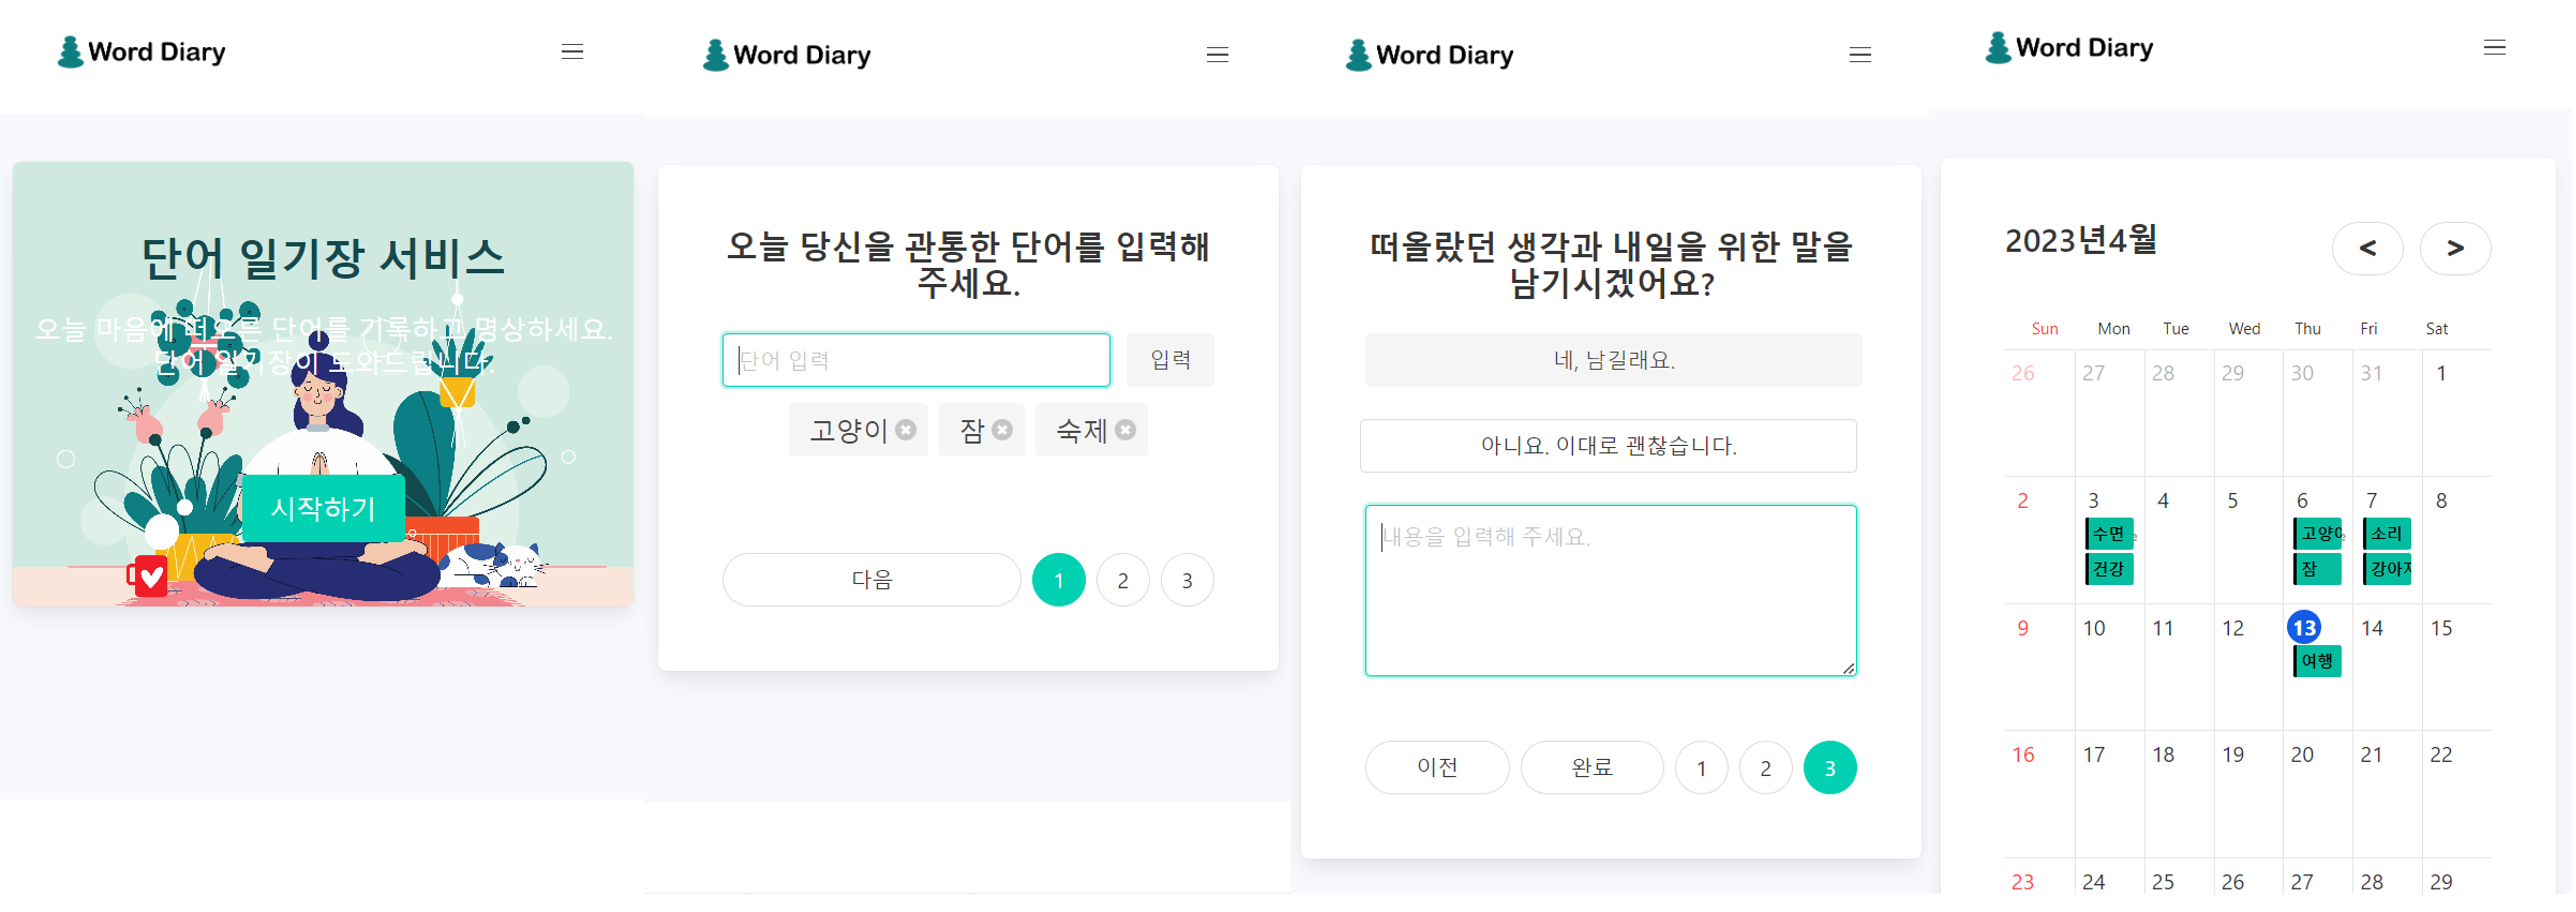 Word Diary
단어 일기장 서비스
오늘 마음에 떠오른 단어를 기록하고 명상하세요.
단어 일기장이 도와드립니다.
시작하기
Word Diary
오늘 당신을 관통한 단어를 입력해
주세요.
단어 입력
입력
고양이 잠 숙제
다음 1 2 3
Word Diary
떠올랐던 생각과 내일을 위한 말을
남기시겠어요?
네, 남길래요.
아니요. 이대로 괜찮습니다.
내용을 입력해 주세요.
이전 완료 1 2 3
Word Diary
2023년4월 < >
Sun Mon Tue Wed Thu Fri Sat
26 27 28 29 30 31 1
2 3 4 5 6 7 8
수면 고양이 소리
건강 잠
9 10 11 12 13 14 15
여행
16 17 18 19 20 21 22
23 24 25 26 27 28 29